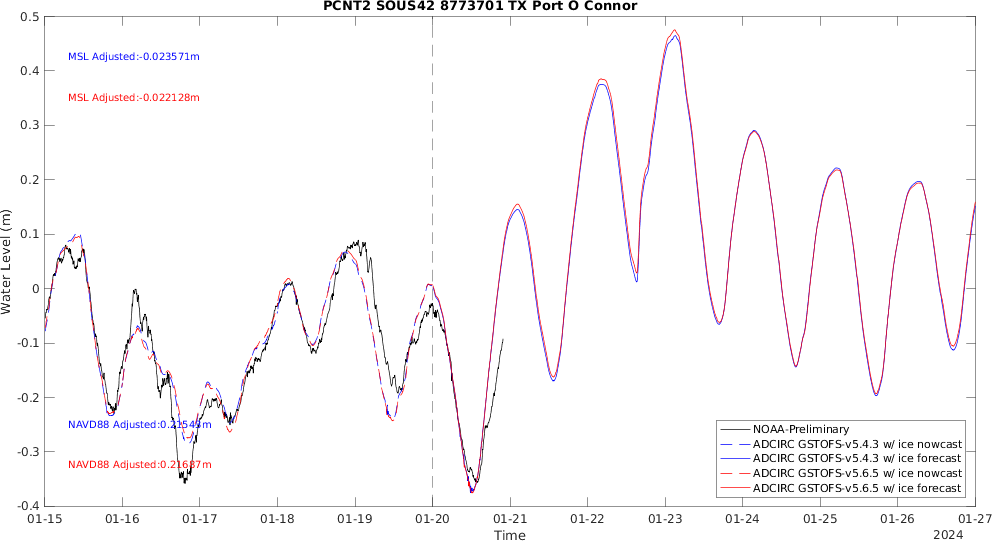 PCNT2 SOUS42 8773701 TX Port O Connor
0.5
0.4
0.3
0.2
0.1
0
-0.1
-0.2
-0.3
-0.4
Water Level (m)
MSL Adjusted:-0.023571m
MSL Adjusted:-0.022128m
NAVD88 Adjusted:0.21543m
NAVD88 Adjusted:0.21687m
NOAA-Preliminary
ADCIRC GSTOFS-v5.4.3 w/ ice nowcast
ADCIRC GSTOFS-v5.4.3 w/ ice forecast
ADCIRC GSTOFS-v5.6.5 w/ ice nowcast
ADCIRC GSTOFS-v5.6.5 w/ ice forecast
01-15 01-16 01-17 01-18 01-19 01-20 01-21 01-22 01-23 01-24 01-25 01-26 01-27
Time
2024